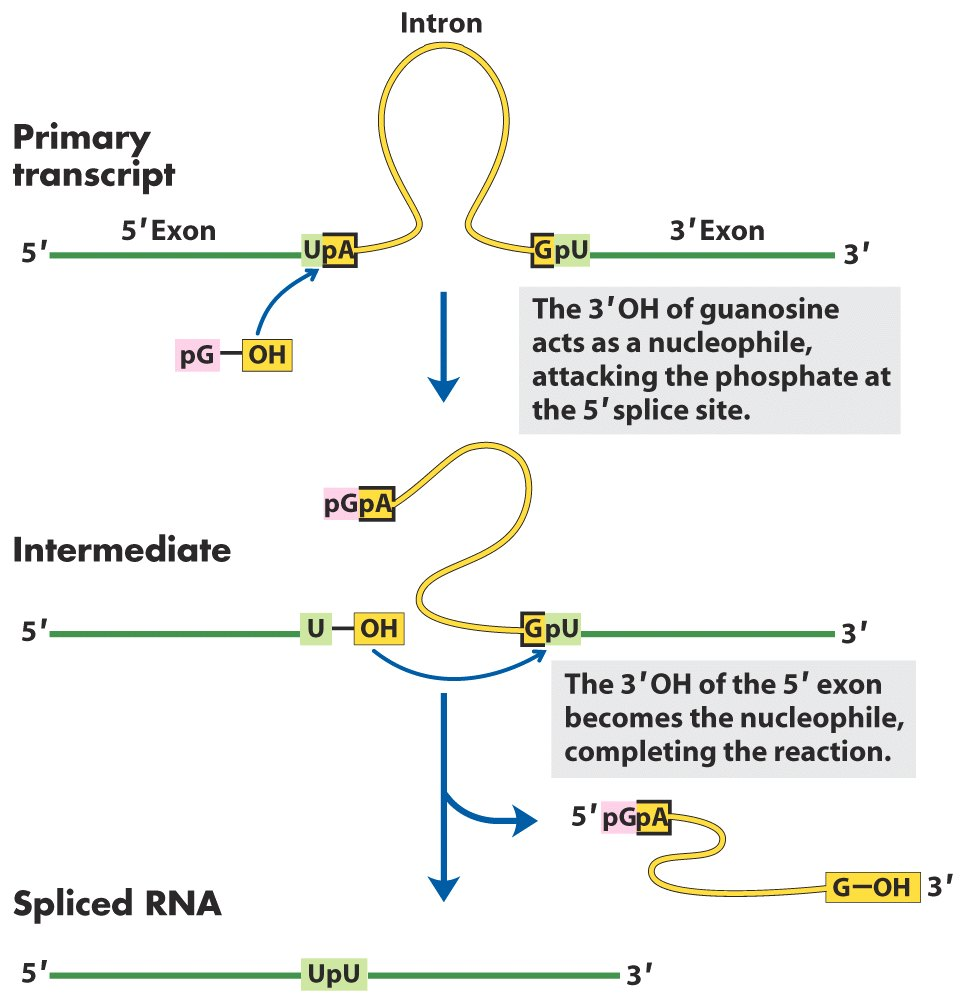 Intron
Primary
transcript
5′ Exon
3′ Exon
5′
UpA
GpU
3′
pG
OH
The 3′OH of guanosine
acts as a nucleophile,
attacking the phosphate at
the 5′ splice site.
pGpA
Intermediate
5′
U
OH
GpU
3′
The 3′OH of the 5′ exon
becomes the nucleophile,
completing the reaction.
5′ pGpA
G–OH 3′
Spliced RNA
5′
UpU
3′